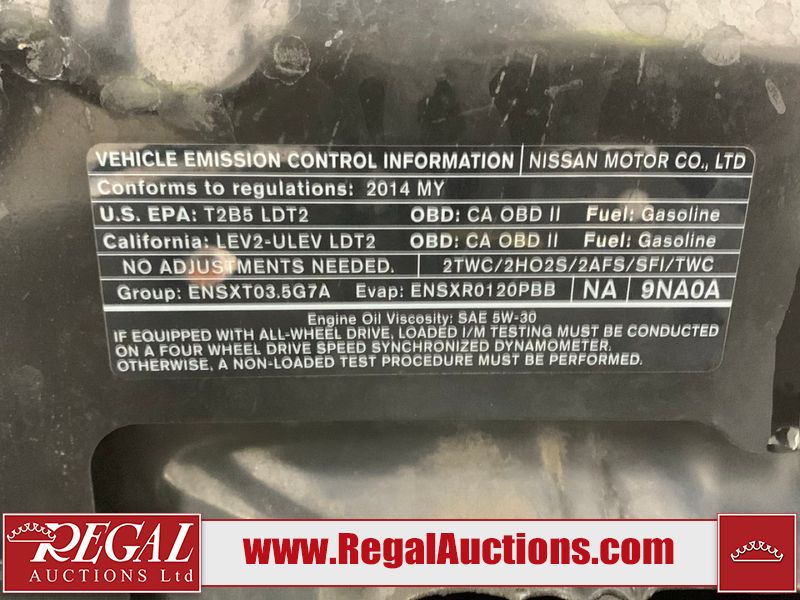 VEHICLE EMISSION CONTROL INFORMATION NISSAN MOTOR CO., LTD
Conforms to regulations: 2014 MY
U.S. EPA: T2B5 LDT2 OBD: CA OBD II Fuel: Gasoline
California: LEV2-ULEV LDT2 OBD: CA OBD II Fuel: Gasoline
NO ADJUSTMENTS NEEDED. 2TWC/2HO2S/2AFS/SFI/TWC
Group: ENSXT03.5G7A Evap: ENSXR0120PBB NA 9NA0A
Engine Oil Viscosity: SAE 5W-30
IF EQUIPPED WITH ALL-WHEEL DRIVE, LOADED I/M TESTING MUST BE CONDUCTED
ON A FOUR WHEEL DRIVE SPEED SYNCHRONIZED DYNAMOMETER.
OTHERWISE, A NON-LOADED TEST PROCEDURE MUST BE PERFORMED.
REGAL
AUCTIONS Ltd
www.RegalAuctions.com